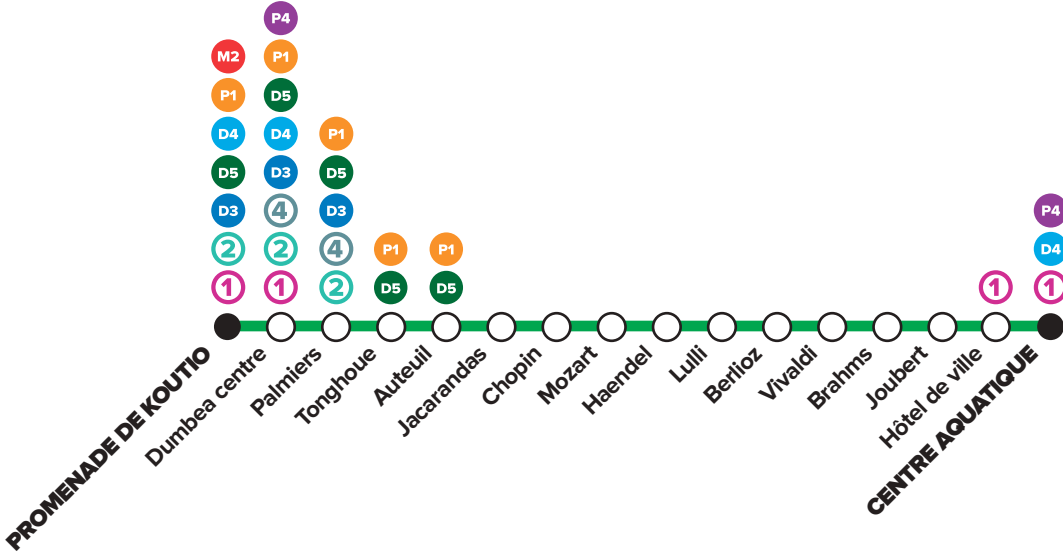 P4
M2 P1
P1 D5
D4 D4 P1
D5 D3 D5
D3 4 D3 P4
2 2 4 P1 P1 D4
1 1 2 D5 D5 1 1
PROMENADE DE KOUTIO
Dumbea centre
Palmiers
Tonghoue
Auteuil
Jacarandas
Chopin
Mozart
Haendel
Lulli
Berlioz
Vivaldi
Brahms
Joubert
Hôtel de ville
CENTRE AQUATIQUE